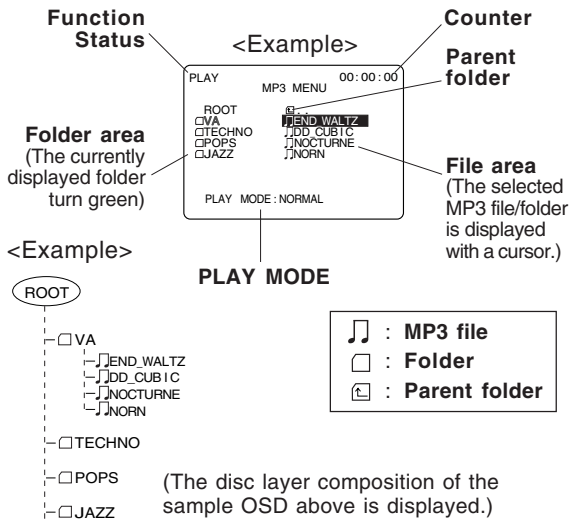 Function
Status
<Example>
Counter
Parent
folder
PLAY 00:00:00
MP3 MENU
ROOT ..
VA END_WALTZ
TECHNO DD_CUBIC
POPS NOCTURNE
JAZZ NORN
PLAY MODE:NORMAL
Folder area
(The currently
displayed folder
turn green)
File area
(The selected
MP3 file/folder
is displayed
with a cursor.)
PLAY MODE
<Example>
ROOT
VA
END_WALTZ
DD_CUBIC
NOCTURNE
NORN
TECHNO
POPS
JAZZ
: MP3 file
: Folder
: Parent folder
(The disc layer composition of the
sample OSD above is displayed.)